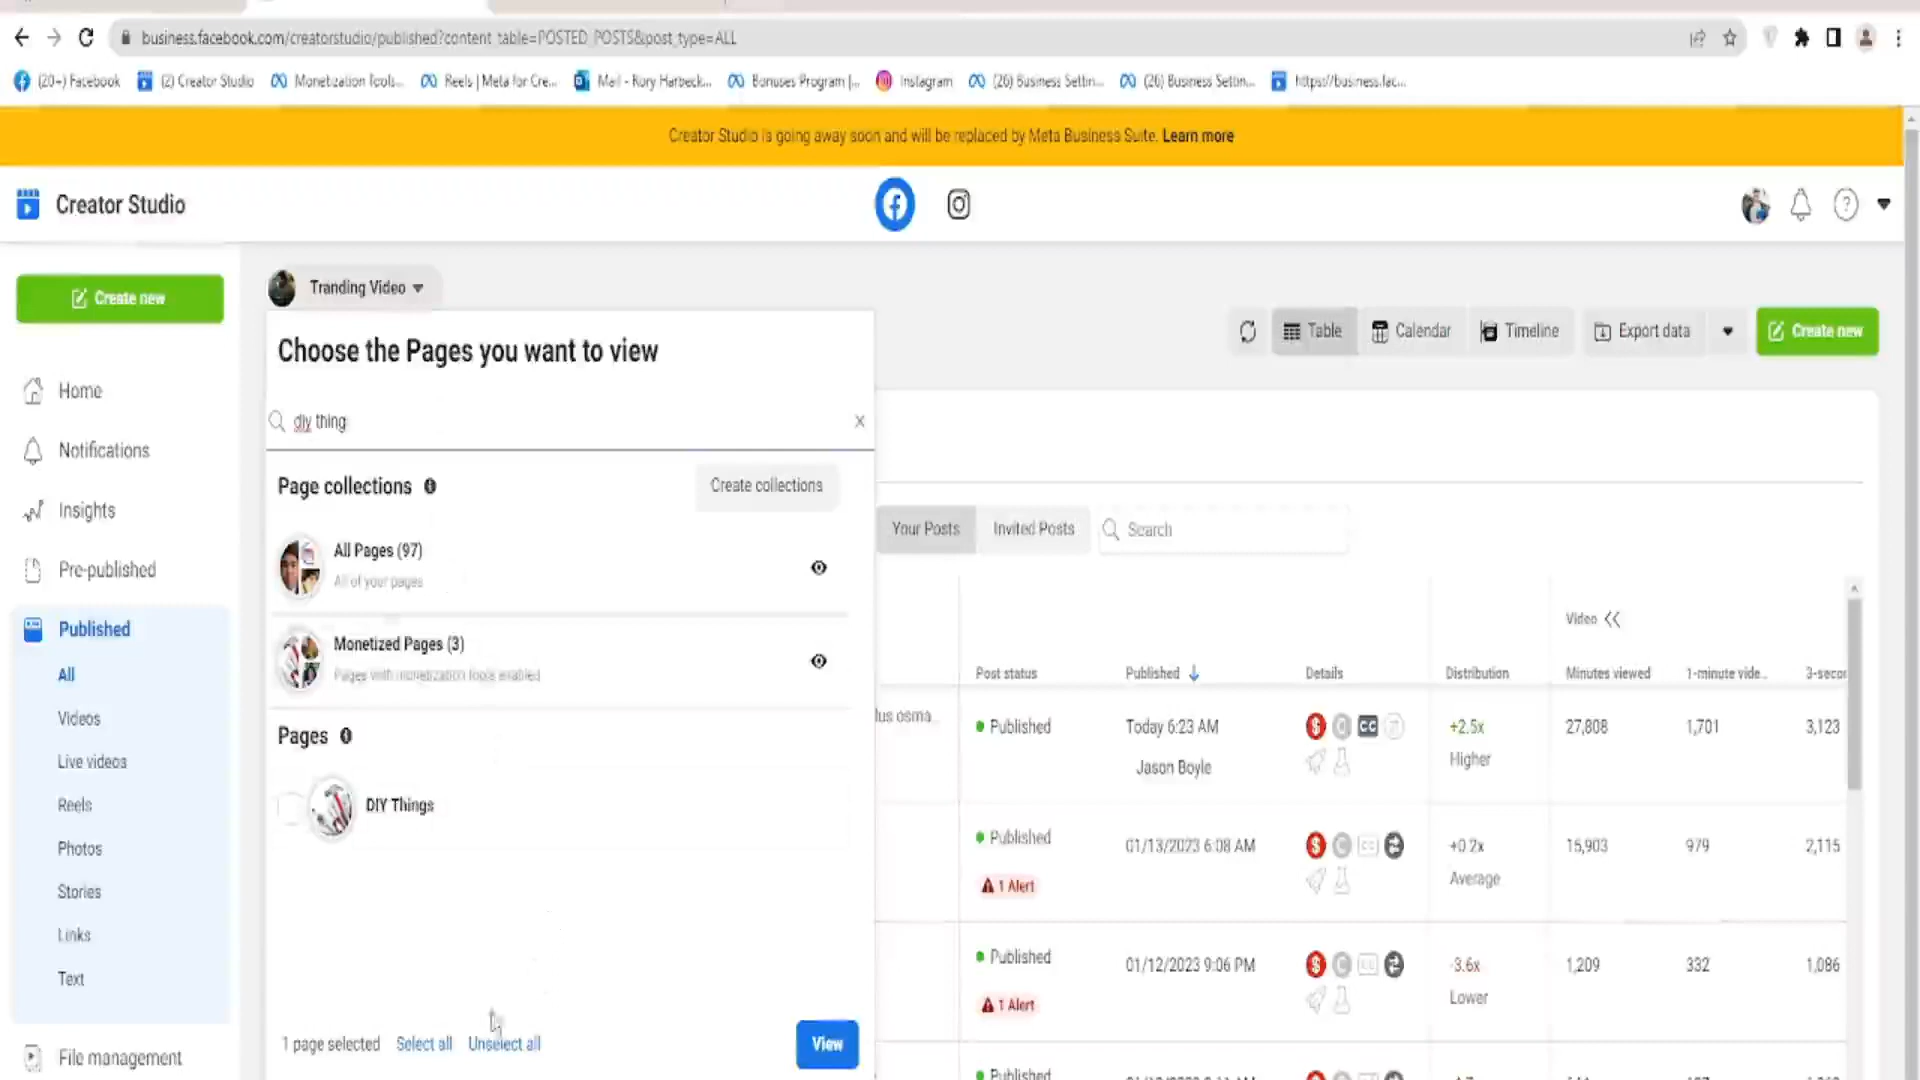 business.facebook.com/creatorstudio/published?content_table=POSTED_POSTS&post_type=ALL
(20+) Facebook
(2) Creator Studio
Monetization Tools...
Reels | Meta for Cre...
Mail - Rory Harbeck...
Bonuses Program |...
Instagram
(26) Business Settin...
(26) Business Settin...
https://business.fac...
Creator Studio is going away soon and will be replaced by Meta Business Suite. Learn more
Creator Studio
Create new
Home
Notifications
Insights
Pre-published
Published
All
Videos
Live videos
Reels
Photos
Stories
Links
Text
File management
Tranding Video
Choose the Pages you want to view
diy thing
Page collections
Create collections
All Pages (97)
All of your pages
Monetized Pages (3)
Pages with monetization tools enabled
Pages
DIY Things
1 page selected
Select all
Unselect all
View
Table
Calendar
Timeline
Export data
Create new
Your Posts
Invited Posts
Search
Video
Post status
Published
Details
Distribution
Minutes viewed
1-minute vide...
3-secon
lus osma...
Published
Today 6:23 AM
Jason Boyle
CC
+2.5x
Higher
27,808
1,701
3,123
Published
1 Alert
01/13/2023 6:08 AM
+0.2x
Average
15,903
979
2,115
Published
1 Alert
01/12/2023 9:06 PM
-3.6x
Lower
1,209
332
1,086
Published